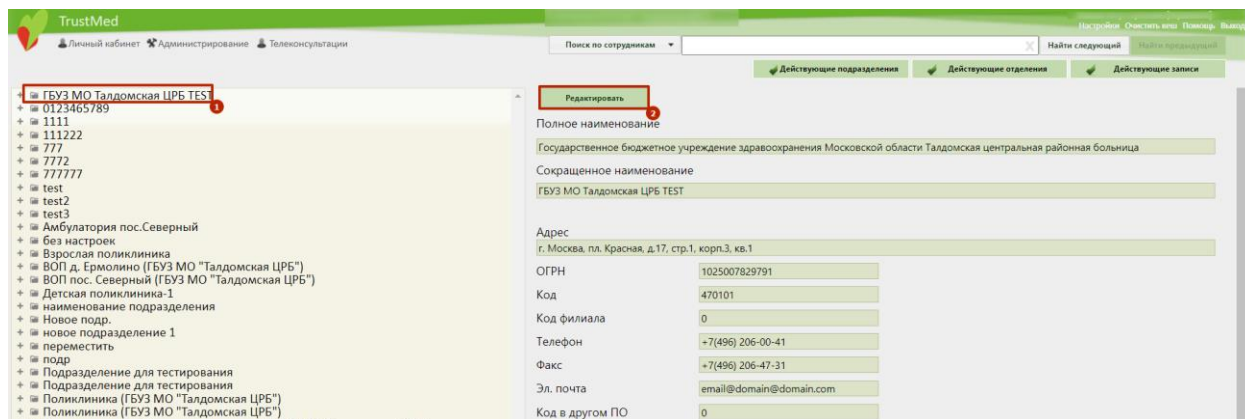 TrustMed
Настройки Очистить кеш Помощь Выход
Личный кабинет Администрирование Телеконсультации
Поиск по сотрудникам
Найти следующий Найти предыдущий
Действующие подразделения Действующие отделения Действующие записи
+ ГБУЗ МО Талдомская ЦРБ TEST
1
+ 0123465789
+ 1111
+ 111222
+ 777
+ 7772
+ 777777
+ test
+ test2
+ test3
+ Амбулатория пос.Северный
+ без настроек
+ Взрослая поликлиника
+ ВОП д. Ермолино (ГБУЗ МО "Талдомская ЦРБ")
+ ВОП пос. Северный (ГБУЗ МО "Талдомская ЦРБ")
+ Детская поликлиника-1
+ наименование подразделения
+ Новое подр.
+ новое подразделение 1
+ переместить
+ подр
+ Подразделение для тестирования
+ Подразделение для тестирования
+ Поликлиника (ГБУЗ МО "Талдомская ЦРБ")
+ Поликлиника (ГБУЗ МО "Талдомская ЦРБ")
Редактировать
2
Полное наименование
Государственное бюджетное учреждение здравоохранения Московской области Талдомская центральная районная больница
Сокращенное наименование
ГБУЗ МО Талдомская ЦРБ TEST
Адрес
г. Москва, пл. Красная, д.17, стр.1, корп.3, кв.1
ОГРН 1025007829791
Код 470101
Код филиала 0
Телефон +7(496) 206-00-41
Факс +7(496) 206-47-31
Эл. почта email@domain@domain.com
Код в другом ПО 0